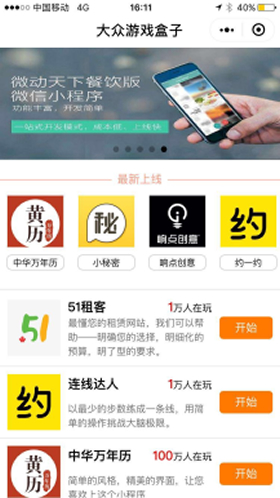 中国移动 4G 16:11 20%
大众游戏盒子
微动天下餐饮版
微信小程序
功能丰富，开发简单
一站式开发模式，成本低，上线快
最新上线
黄历
秘
响点创意
约
中华万年历 小秘密 响点创意 约一约
51
51租客 1万人在玩
最懂您的租赁网站，我们可以帮
助——明确您的选择，明细化的
预算，明了型的要求。
开始
约
连线达人 1万人在玩
以最少的步数练成一条线，用简
单的操作挑战大脑极限。
开始
黄历
中华万年历 100万人在玩
简单的风格，精美的界面，让您
喜欢上这个小程序
开始